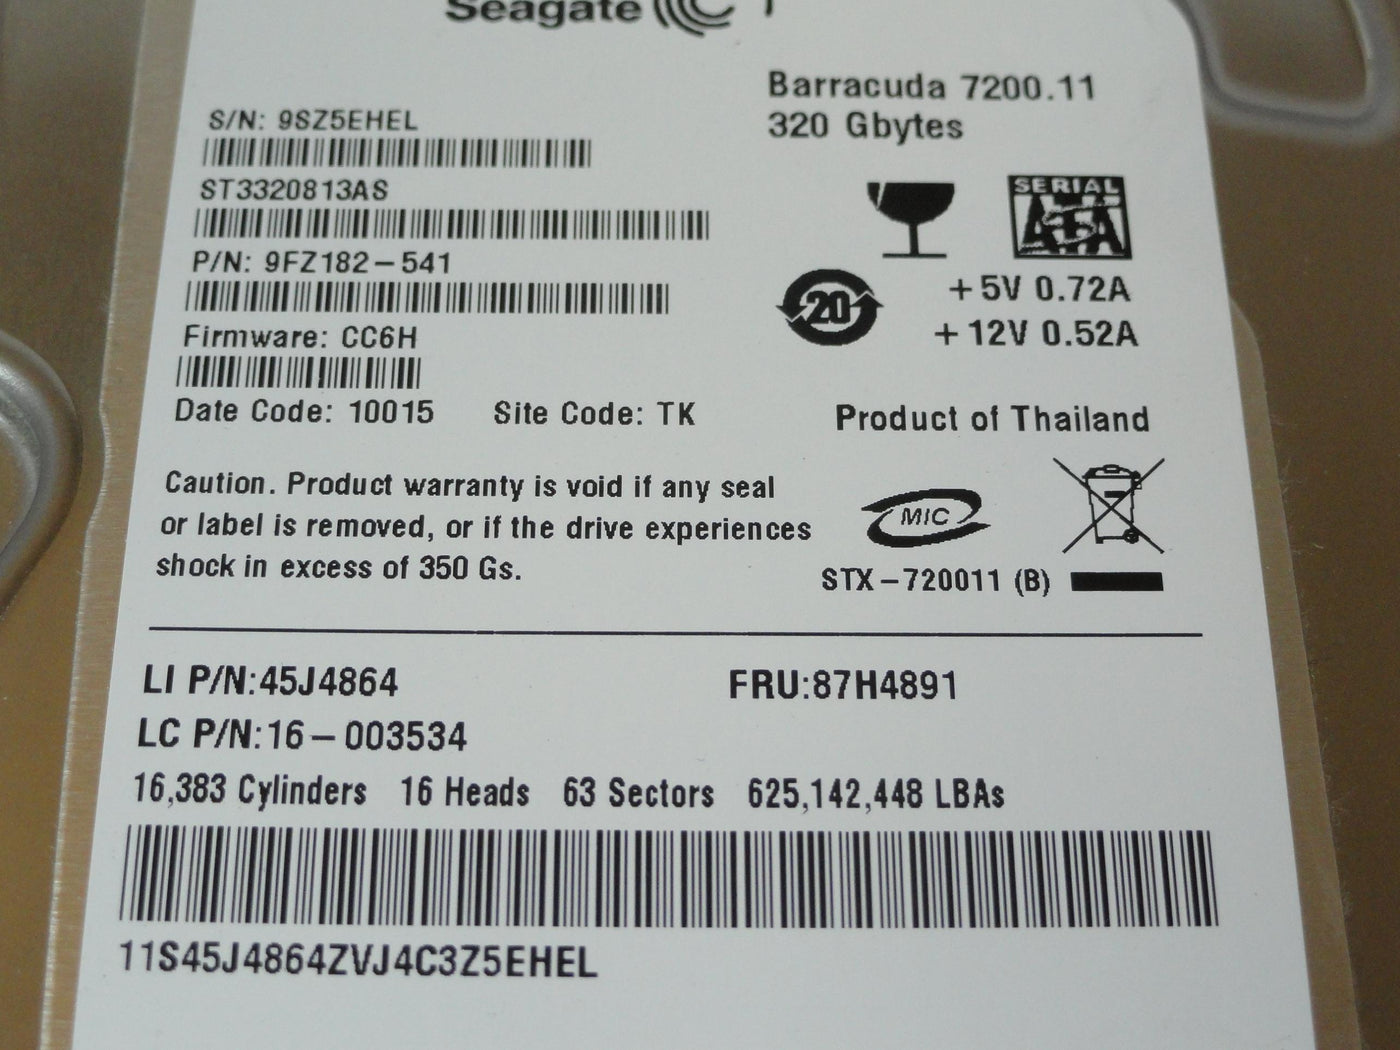 Seagate
Barracuda 7200.11
320 Gbytes
S/N: 9SZ5EHEL
ST3320813AS
P/N: 9FZ182-541
Firmware: CC6H
Date Code: 10015 Site Code: TK
SERIAL
ATA
20
+5V 0.72A
+12V 0.52A
Product of Thailand
Caution. Product warranty is void if any seal
or label is removed, or if the drive experiences
shock in excess of 350 Gs.
MIC
STX-720011 (B)
LI P/N:45J4864 FRU:87H4891
LC P/N:16-003534
16,383 Cylinders 16 Heads 63 Sectors 625,142,448 LBAs
11S45J4864ZVJ4C3Z5EHEL